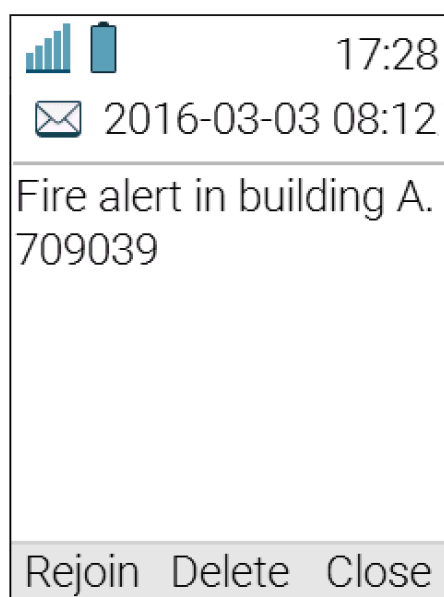 17:28
2016-03-03 08:12
Fire alert in building A.
709039
Rejoin Delete Close